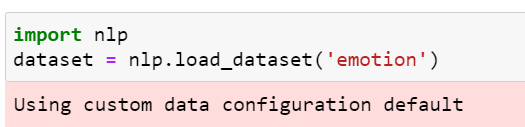 import nlp
dataset = nlp.load_dataset('emotion')
Using custom data configuration default